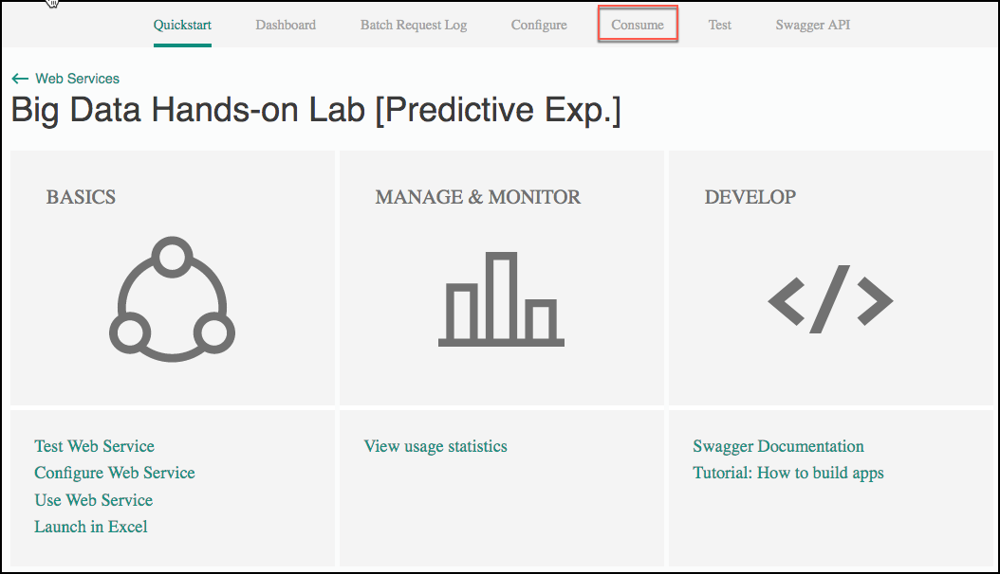 Quickstart Dashboard Batch Request Log Configure Consume Test Swagger API
← Web Services
Big Data Hands-on Lab [Predictive Exp.]
BASICS
MANAGE & MONITOR
DEVELOP
Test Web Service
Configure Web Service
Use Web Service
Launch in Excel
View usage statistics
Swagger Documentation
Tutorial: How to build apps